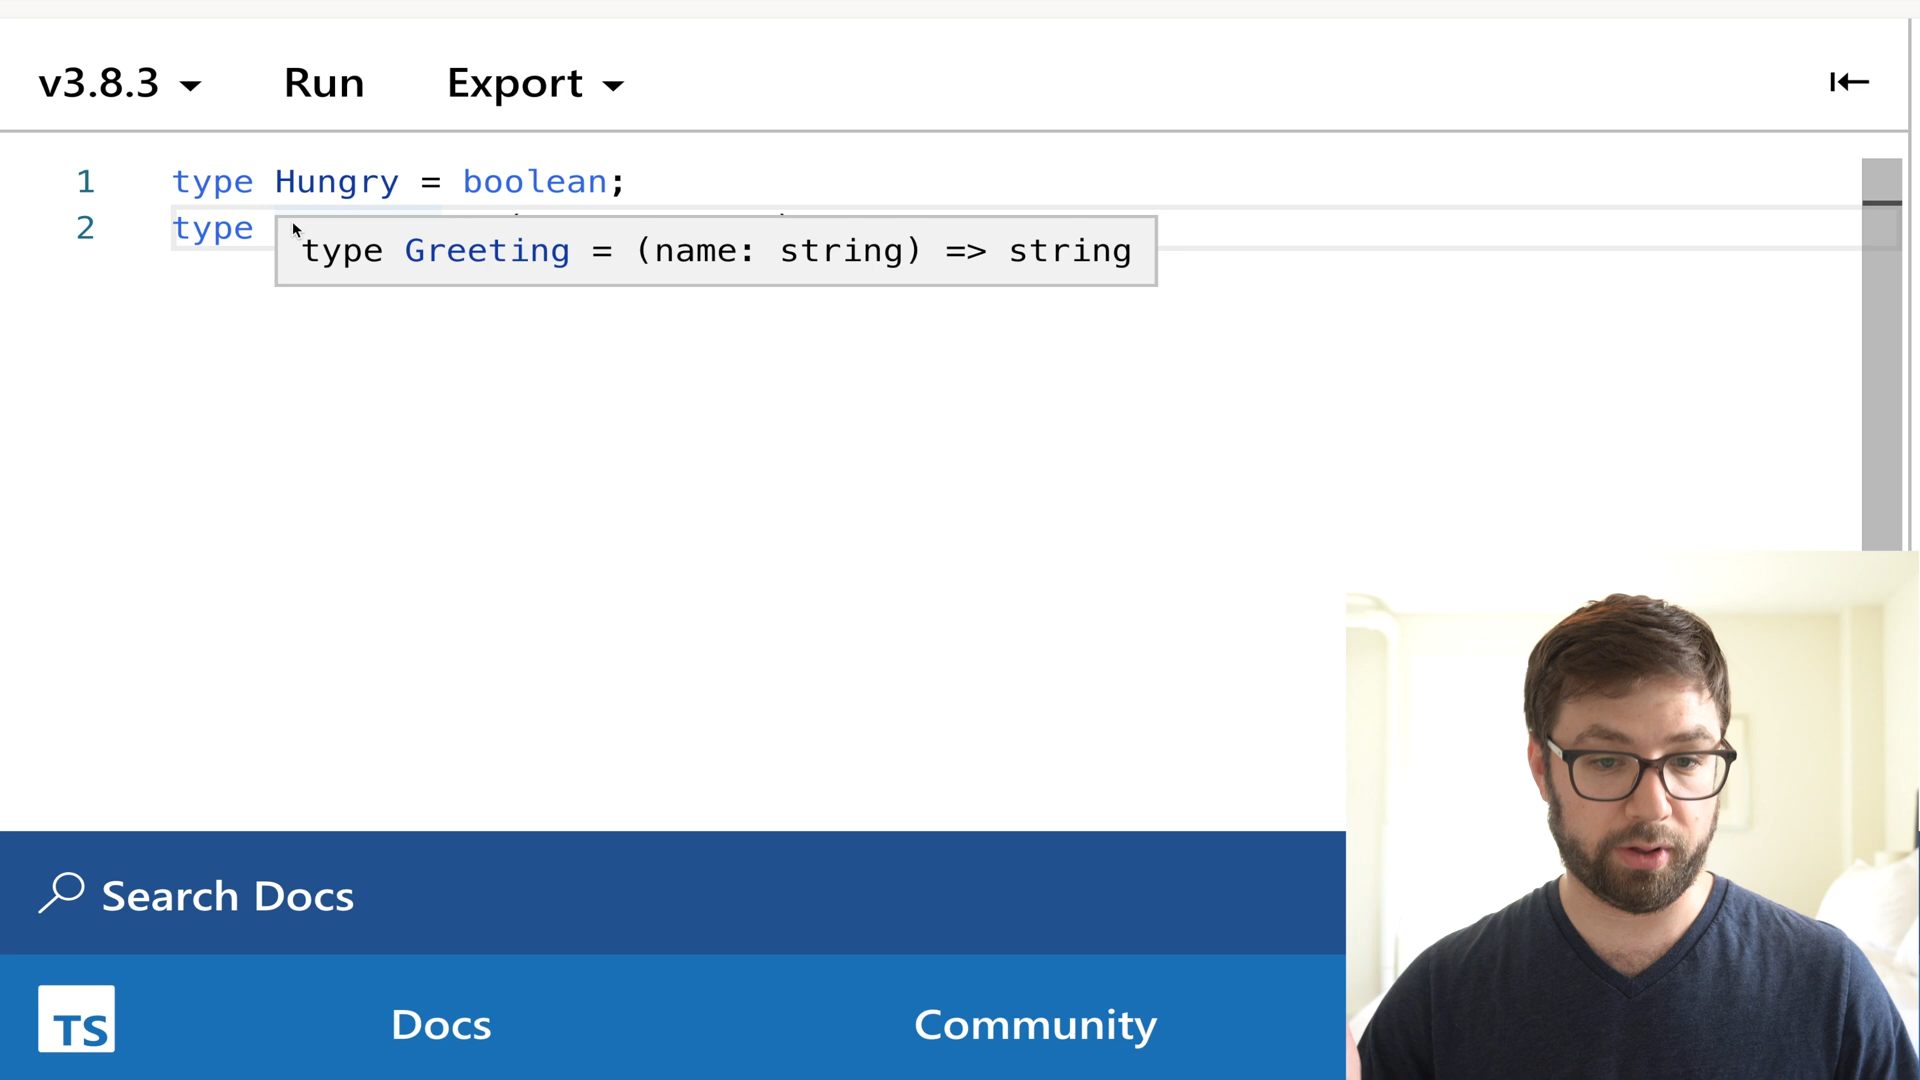 v3.8.3 Run Export
1 type Hungry = boolean;
2 type
type Greeting = (name: string) => string
Search Docs
TS Docs Community